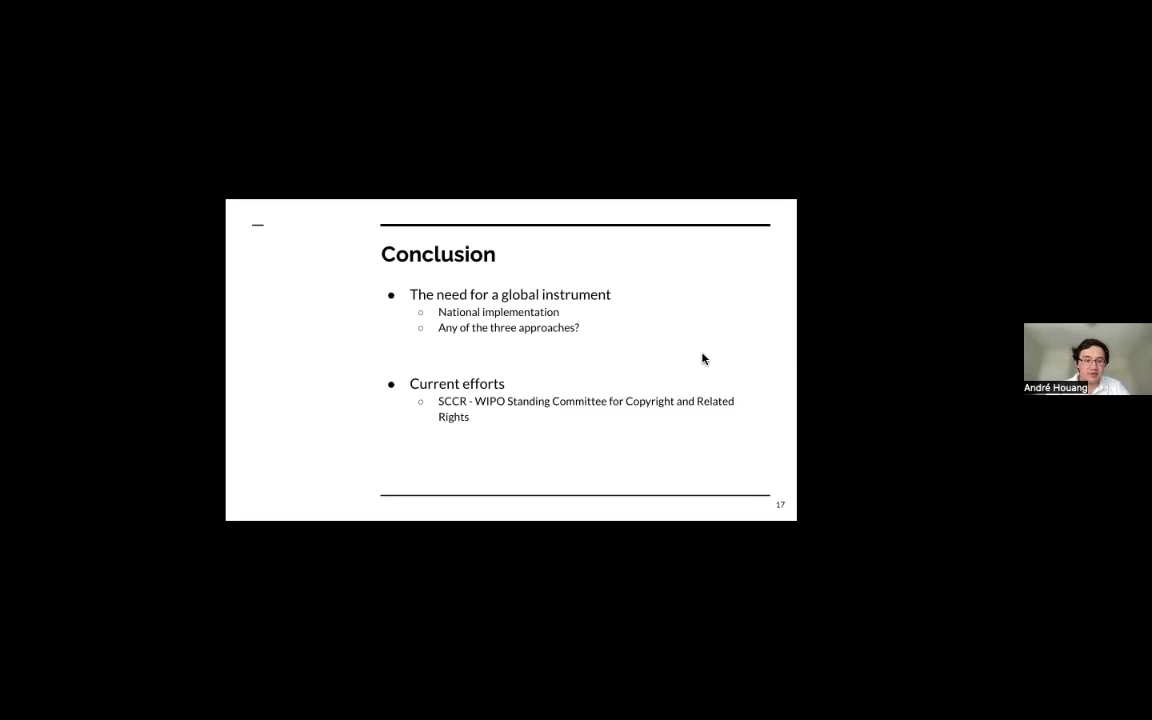 Conclusion
● The need for a global instrument
○ National implementation
○ Any of the three approaches?
● Current efforts
○ SCCR - WIPO Standing Committee for Copyright and Related
Rights
17
André Houang